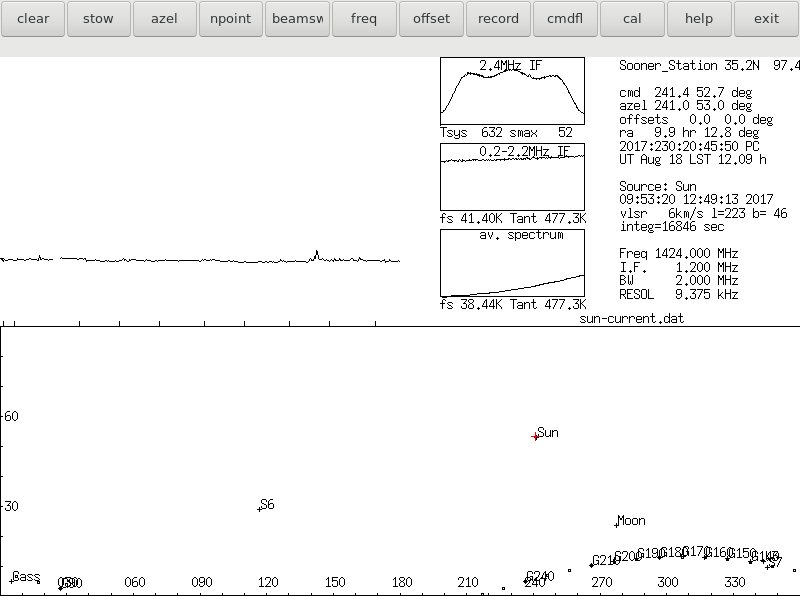 clear stow azel npoint beamsw freq offset record cmdfl cal help exit
2.4MHz IF
Tsys 632 smax 52
0.2-2.2MHz IF
fs 41.40K Tant 477.3K
av. spectrum
fs 38.44K Tant 477.3K
Sooner_Station 35.2N 97.4
cmd 241.4 52.7 deg
azel 241.0 53.0 deg
offsets 0.0 0.0 deg
ra 9.9 hr 12.8 deg
2017:230:20:45:50 PC
UT Aug 18 LST 12.09 h
Source: Sun
09:53:20 12:49:13 2017
vlsr 6km/s l=223 b= 46
integ=16846 sec
Freq 1424.000 MHz
I.F. 1.200 MHz
BW 2.000 MHz
RESOL 9.375 kHz
sun-current.dat
60
Sun
30
S6
Moon
G210 G200 G190 G180 G170 G160 G150 G140
S7
Cass
G90
G240
030 060 090 120 150 180 210 240 270 300 330